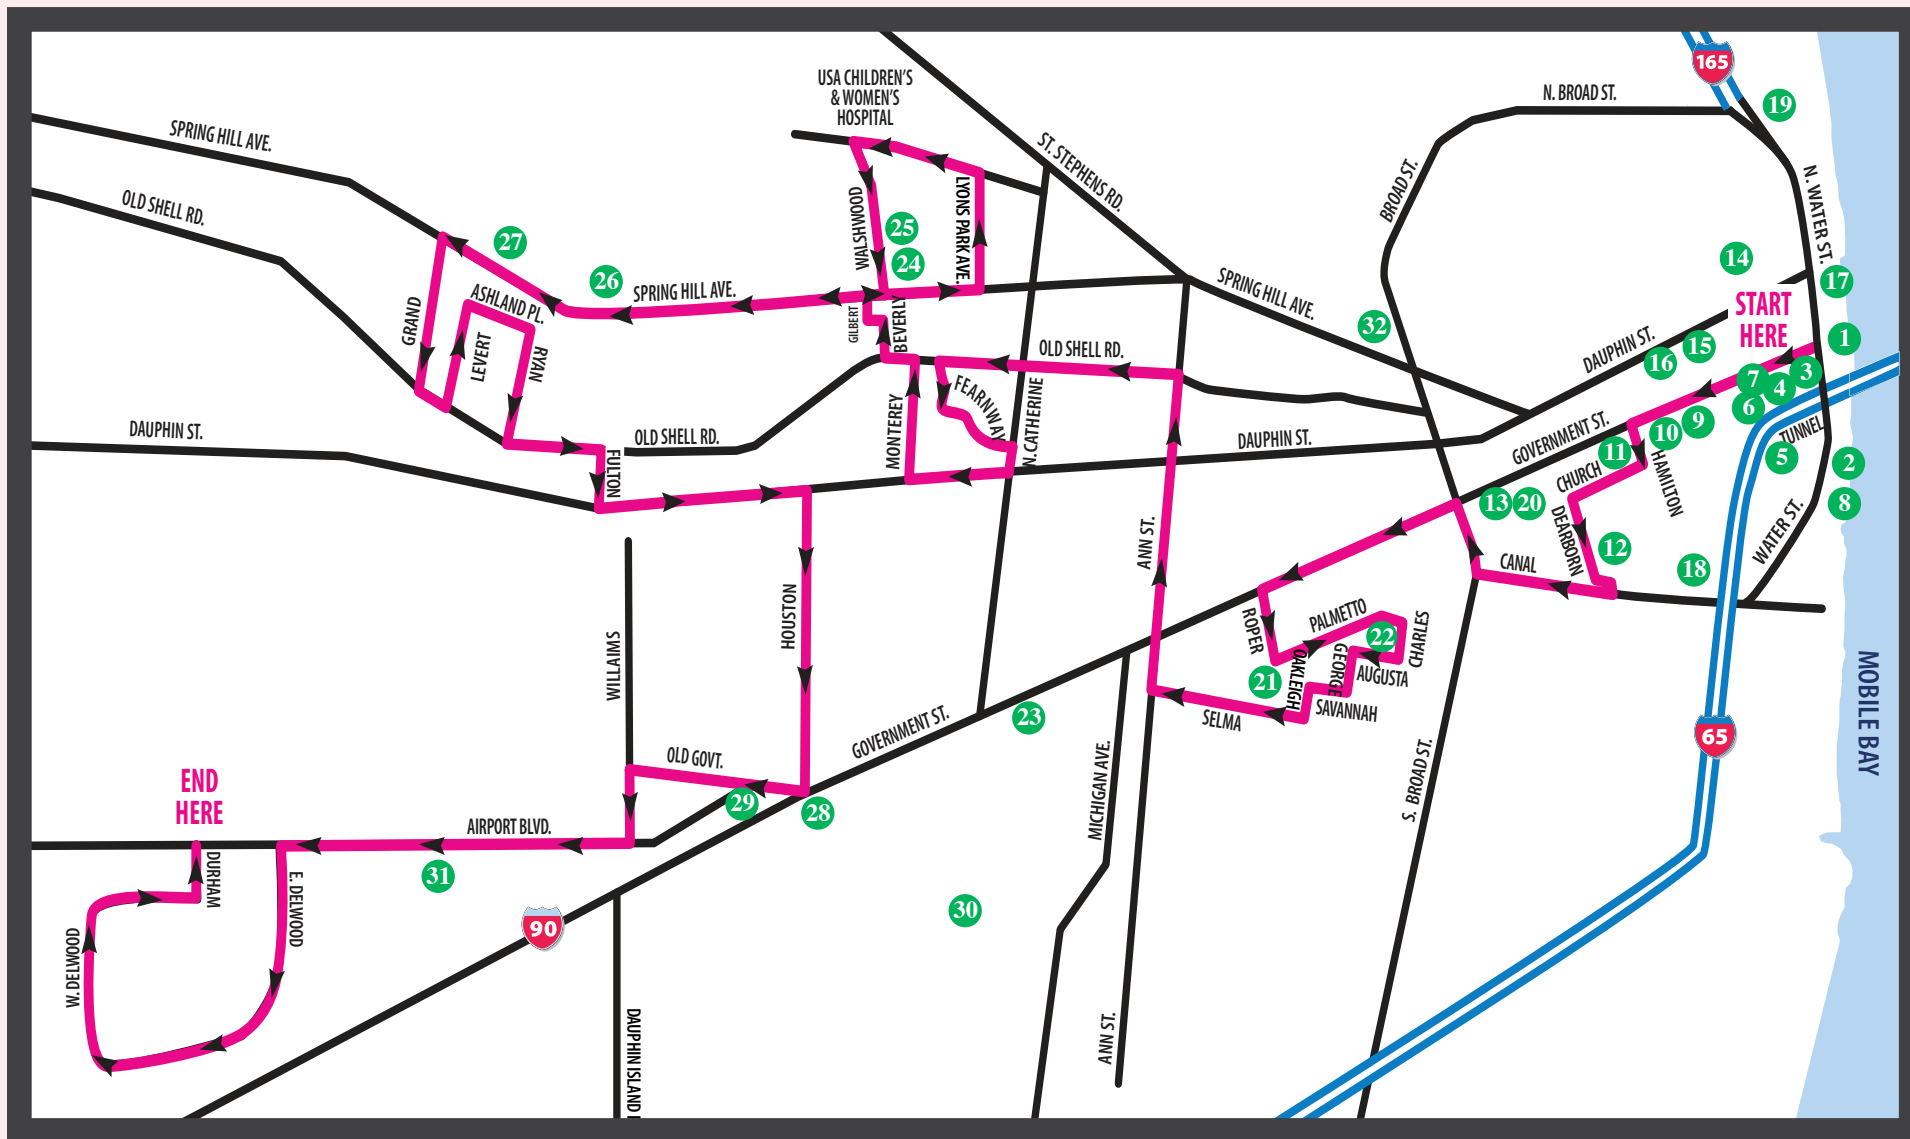 USA CHILDREN'S
& WOMEN'S
HOSPITAL
165
N. BROAD ST.
19
SPRING HILL AVE.
ST. STEPHENS RD.
BROAD ST.
N. WATER ST.
OLD SHELL RD.
WALSHWOOD
LYONS PARK AVE.
25
24
27
26
SPRING HILL AVE.
SPRING HILL AVE.
14
17
START
HERE
GRAND
ASHLAND PL.
LEVERT
RYAN
GILBERT
BEVERLY
OLD SHELL RD.
32
DAUPHIN ST.
15
16
1
3
4
7
6
FEARNWAY
N. CATHERINE
MONTEREY
DAUPHIN ST.
OLD SHELL RD.
DAUPHIN ST.
GOVERNMENT ST.
9
10
11
TUNNEL
5
2
8
FULTON
CHURCH
HAMILTON
13
20
DEARBORN
12
WATER ST.
ANN ST.
CANAL
18
HOUSTON
WILLAIMS
ROPER
PALMETTO
22
CHARLES
OAKLEIGH
GEORGE
AUGUSTA
21
SAVANNAH
SELMA
MOBILE BAY
23
GOVERNMENT ST.
65
OLD GOVT.
MICHIGAN AVE.
S. BROAD ST.
END
HERE
29
28
AIRPORT BLVD.
DURHAM
E. DELWOOD
31
30
90
W. DELWOOD
DAUPHIN ISLAND
ANN ST.